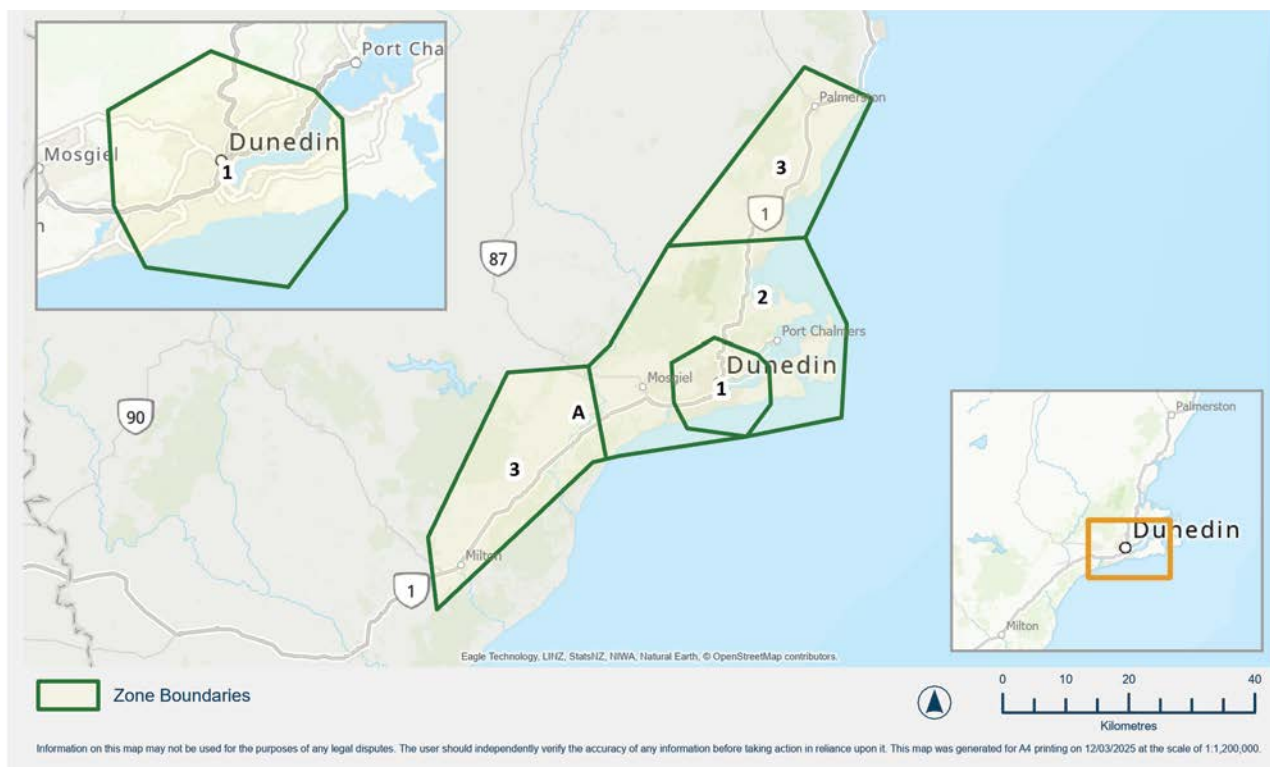 Port Cha
Mosgiel
Dunedin
1
n
Palmerston
3
1
87
2
Port Chalmers
Mosgiel
Dunedin
1
A
90
3
Milton
1
Palmerston
Dunedin
Milton
Eagle Technology, LINZ, StatsNZ, NIWA, Natural Earth, © OpenStreetMap contributors.
Zone Boundaries
0 10 20 40
Kilometres
Information on this map may not be used for the purposes of any legal disputes. The user should independently verify the accuracy of any information before taking action in reliance upon it. This map was generated for A4 printing on 12/03/2025 at the scale of 1:1,200,000.